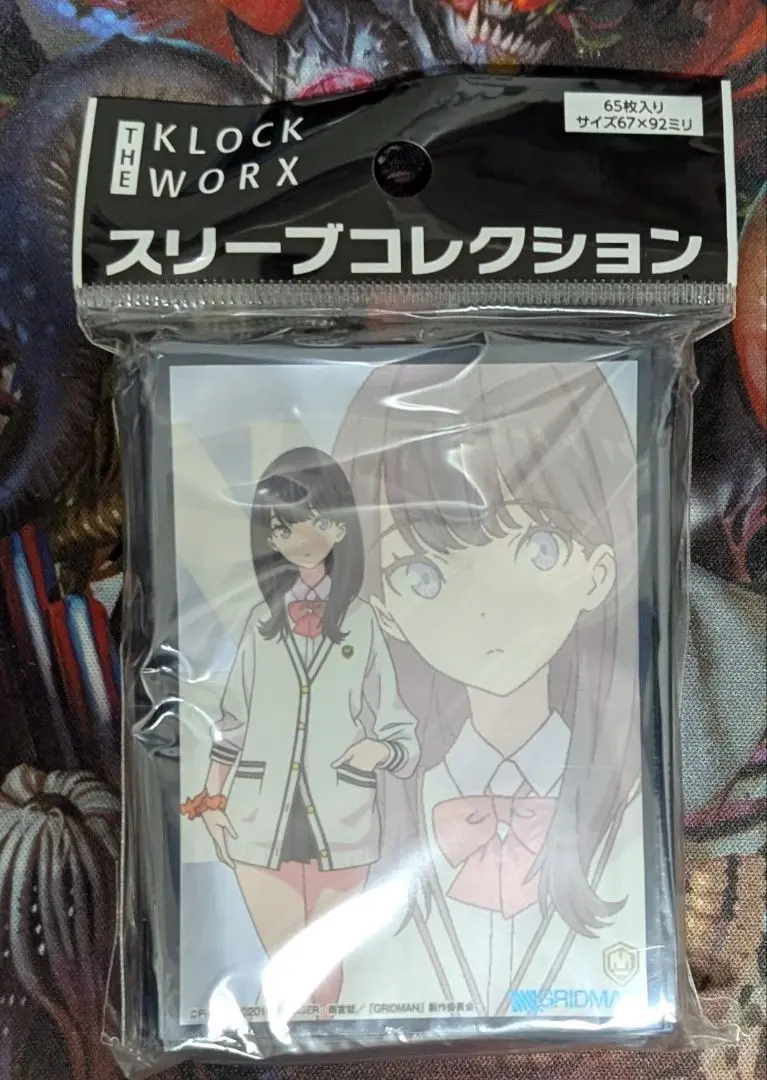 THE
KLOCK
WORX
65枚入り
サイズ67×92ミリ
スリーブコレクション
GRIDMA
「GRIDMAN」製作委員会